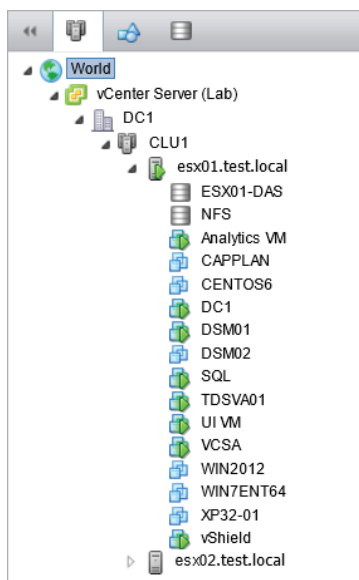 World
vCenter Server (Lab)
DC1
CLU1
esx01.test.local
ESX01-DAS
NFS
Analytics VM
CAPPLAN
CENTOS6
DC1
DSM01
DSM02
SQL
TDSVA01
UI VM
VCSA
WIN2012
WIN7ENT64
XP32-01
vShield
esx02.test.local